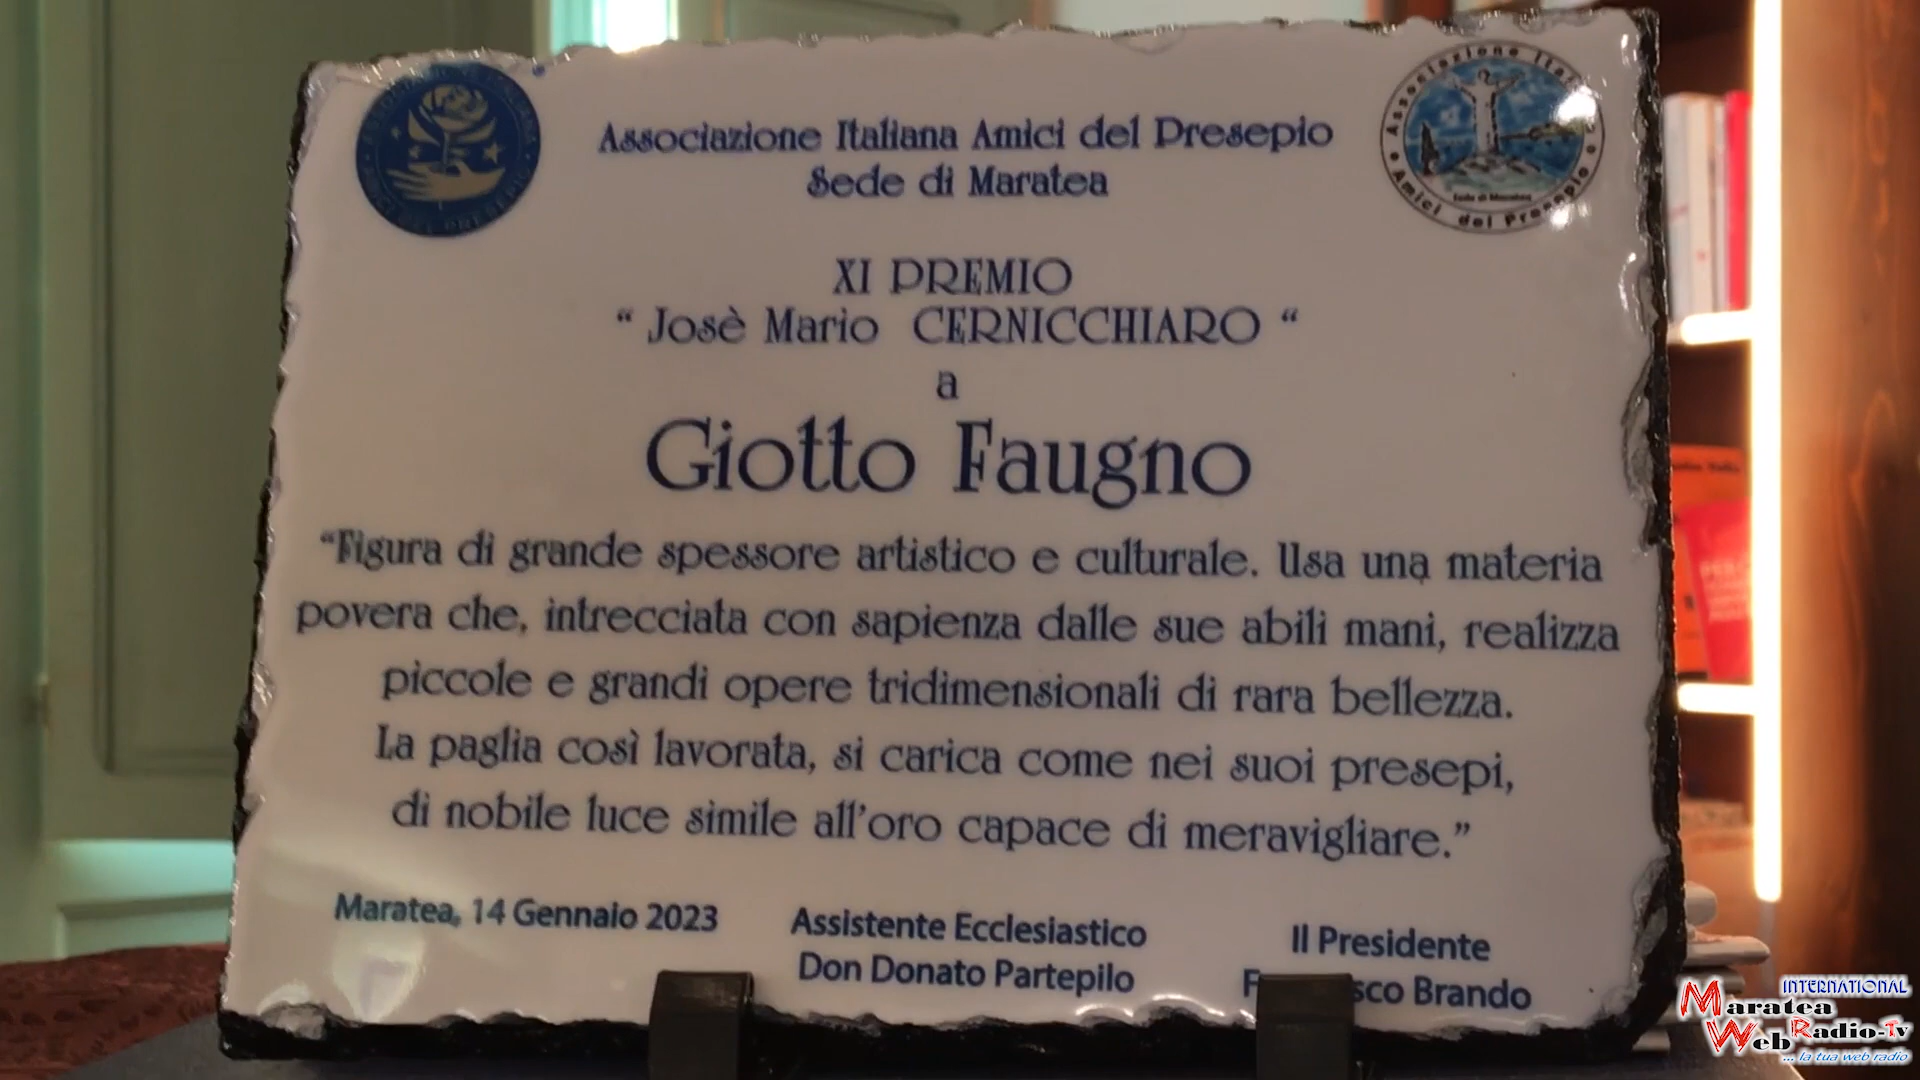 Associazione Italiana Amici del Presepio
Sede di Maratea
XI PREMIO
“ Josè Mario CERNICCHIARO “
a
Giotto Faugno
“Figura di grande spessore artistico e culturale. Usa una materia
povera che, intrecciata con sapienza dalle sue abili mani, realizza
piccole e grandi opere tridimensionali di rara bellezza.
La paglia così lavorata, si carica come nei suoi presepi,
di nobile luce simile all’oro capace di meravigliare.”
Maratea, 14 Gennaio 2023
Assistente Ecclesiastico
Don Donato Partepilo
Il Presidente
Brando
Associazione
Amici del Presepio
Sede di Maratea
INTERNATIONAL
Maratea
Web Radio-Tv
... la tua web radio